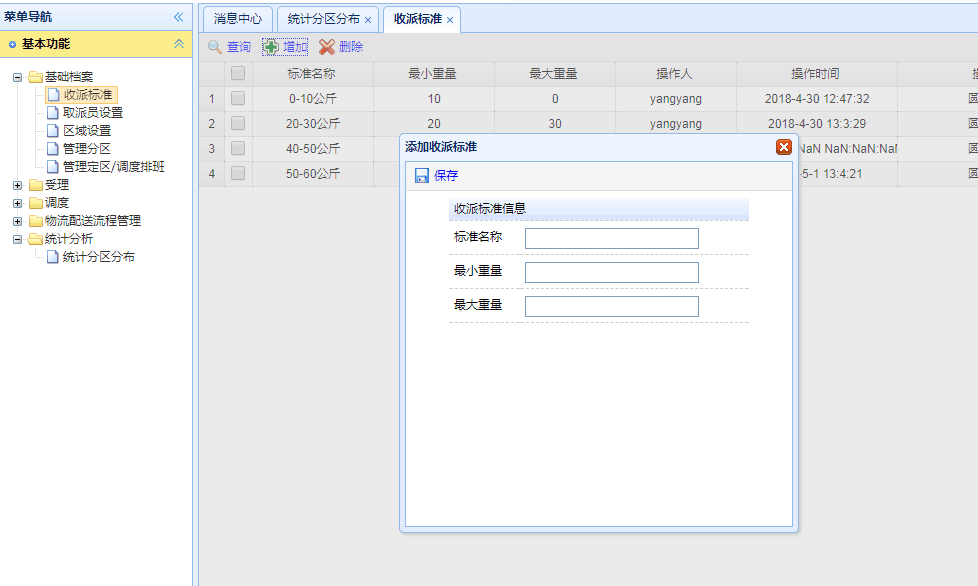 菜单导航
基本功能
基础档案
收派标准
取派员设置
区域设置
管理分区
管理定区/调度排班
受理
调度
物流配送流程管理
统计分析
统计分区分布
消息中心 统计分区分布 收派标准
查询 增加 删除
标准名称 最小重量 最大重量 操作人 操作时间
1 0-10公斤 10 0 yangyang 2018-4-30 12:47:32 圆
2 20-30公斤 20 30 yangyang 2018-4-30 13:3:29 圆
3 40-50公斤 NaN NaN:NaN:NaN 圆
4 50-60公斤 -5-1 13:4:21 圆
添加收派标准
保存
收派标准信息
标准名称
最小重量
最大重量